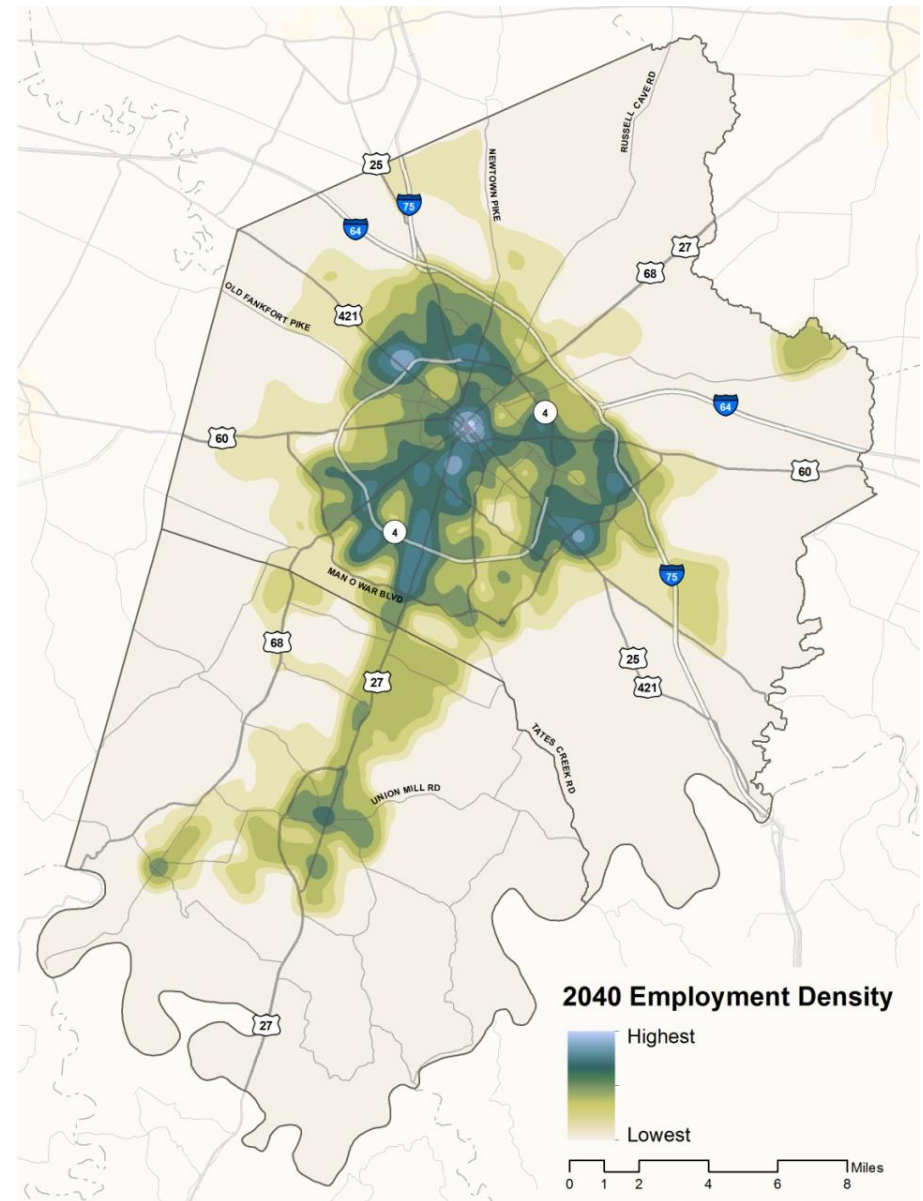 RUSSELL CAVE RD
25
NEWTOWN PIKE
75
64
27
68
OLD FANKFORT PIKE
421
64
4
60
60
4
75
MAN O WAR BLVD
68
25
27
421
TATES CREEK RD
UNION MILL RD
27
2040 Employment Density
Highest
Lowest
Miles
0 1 2 4 6 8